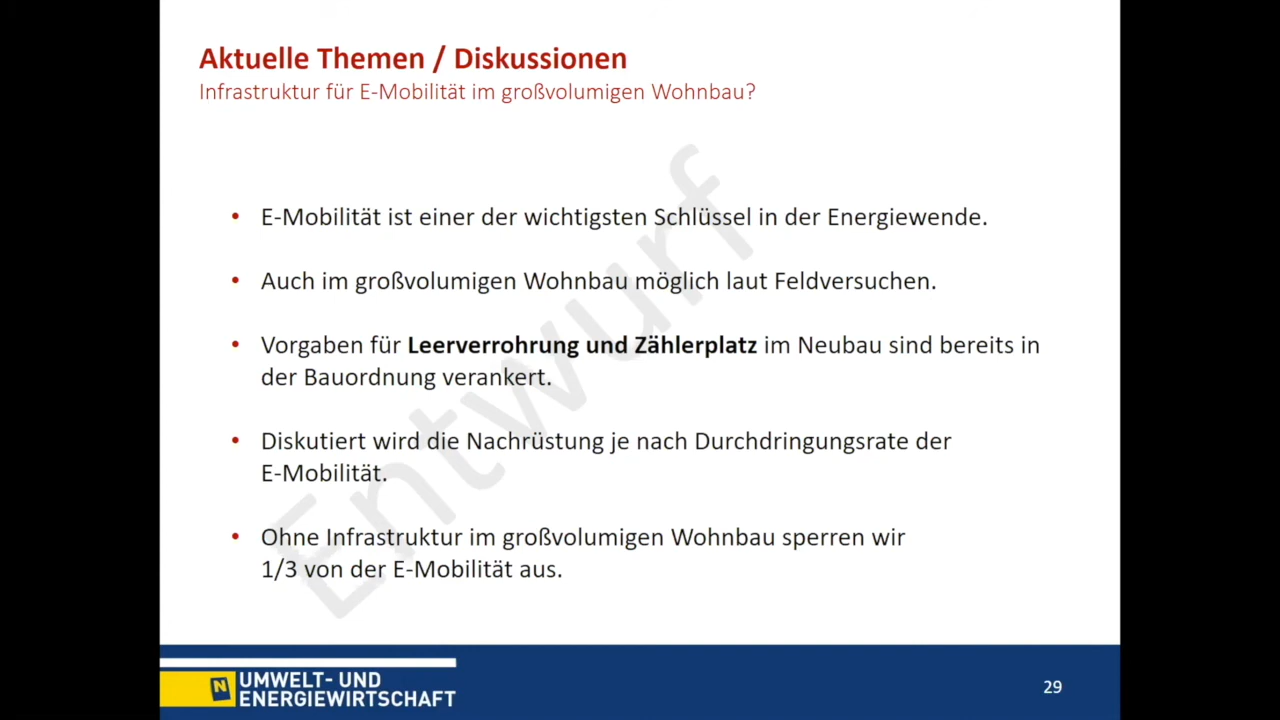 Aktuelle Themen / Diskussionen
Infrastruktur für E-Mobilität im großvolumigen Wohnbau?
• E-Mobilität ist einer der wichtigsten Schlüssel in der Energiewende.
• Auch im großvolumigen Wohnbau möglich laut Feldversuchen.
• Vorgaben für Leerverrohrung und Zählerplatz im Neubau sind bereits in
der Bauordnung verankert.
• Diskutiert wird die Nachrüstung je nach Durchdringungsrate der
E-Mobilität.
• Ohne Infrastruktur im großvolumigen Wohnbau sperren wir
1/3 von der E-Mobilität aus.
Entwurf
N
UMWELT- UND
ENERGIEWIRTSCHAFT
29